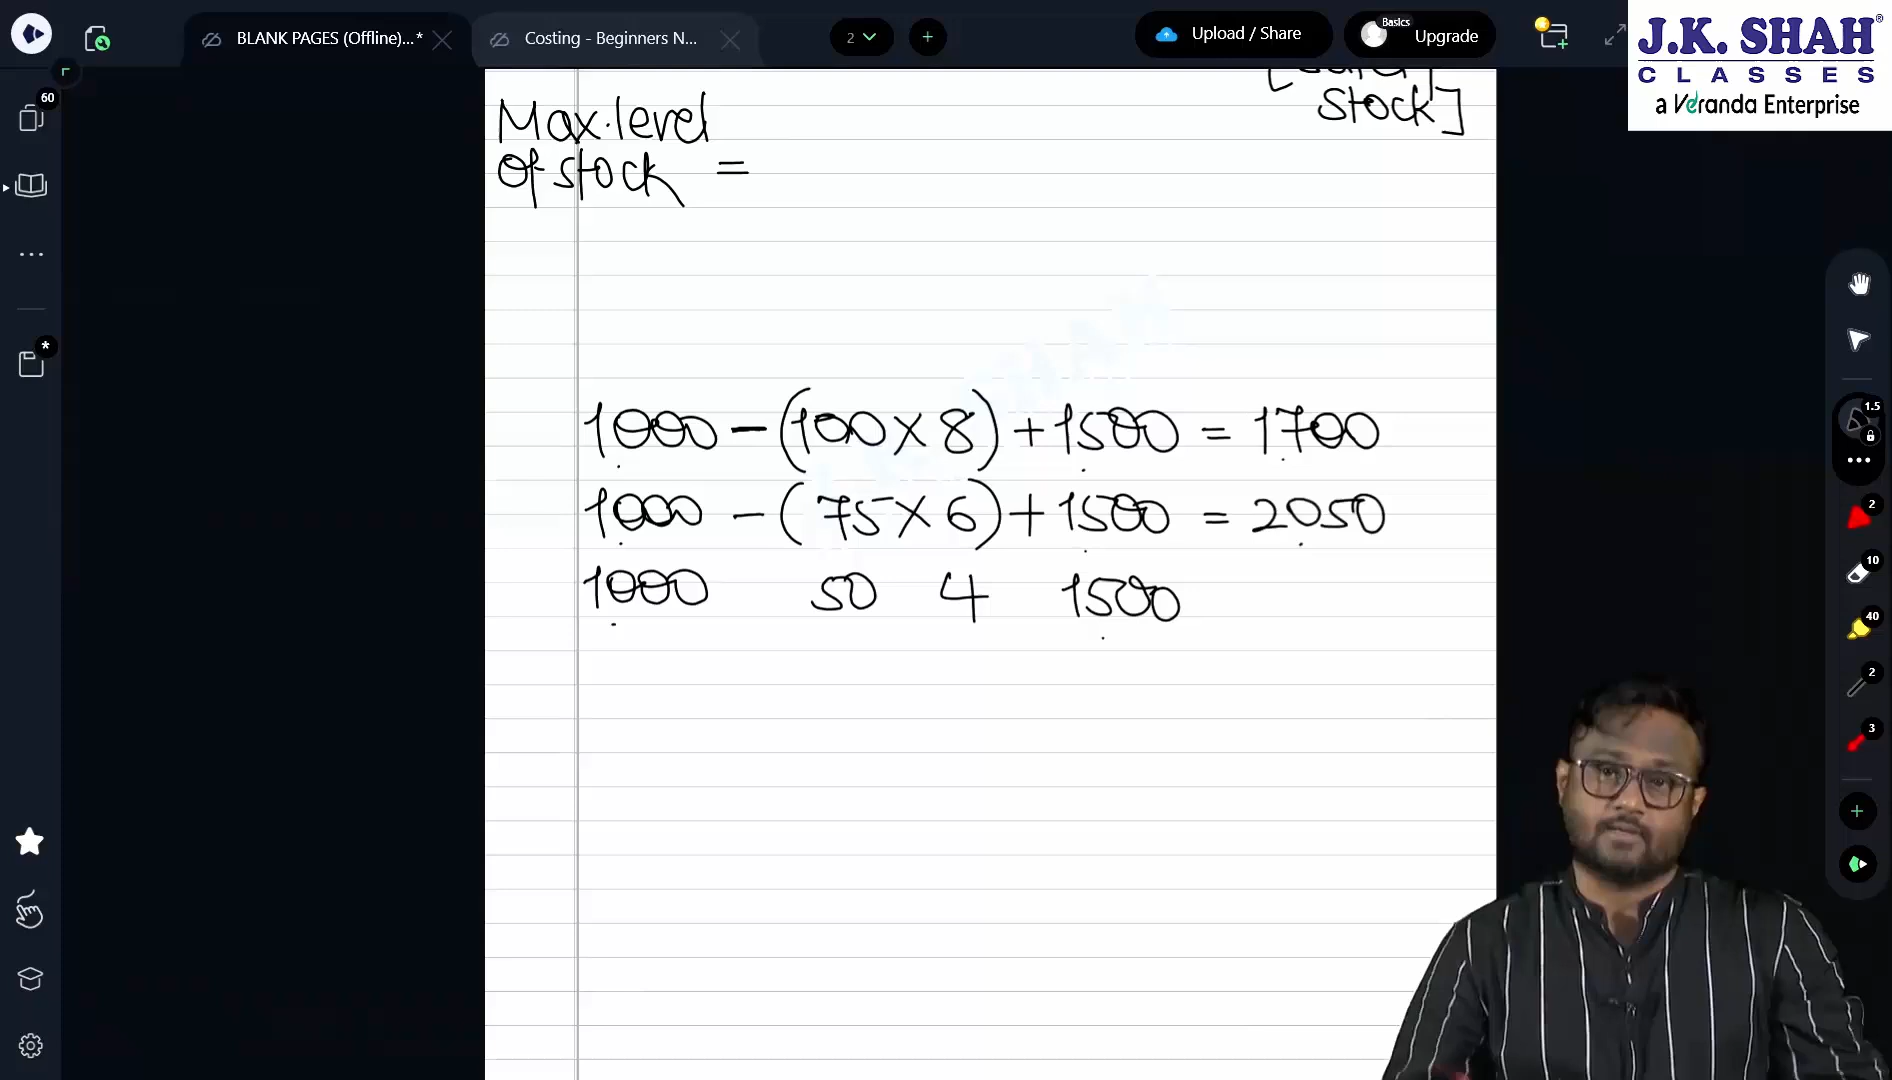 BLANK PAGES (Offline)...*
Costing - Beginners N...
2
Upload / Share
Basics
Upgrade
J.K. SHAH®
CLASSES
a Veranda Enterprise
60
stock]
Max. level
of stock =
1000 - (100 × 8) + 1500 = 1700
1000 - (75 × 6) + 1500 = 2050
1000 50 4 1500
1.5
2
10
40
2
3